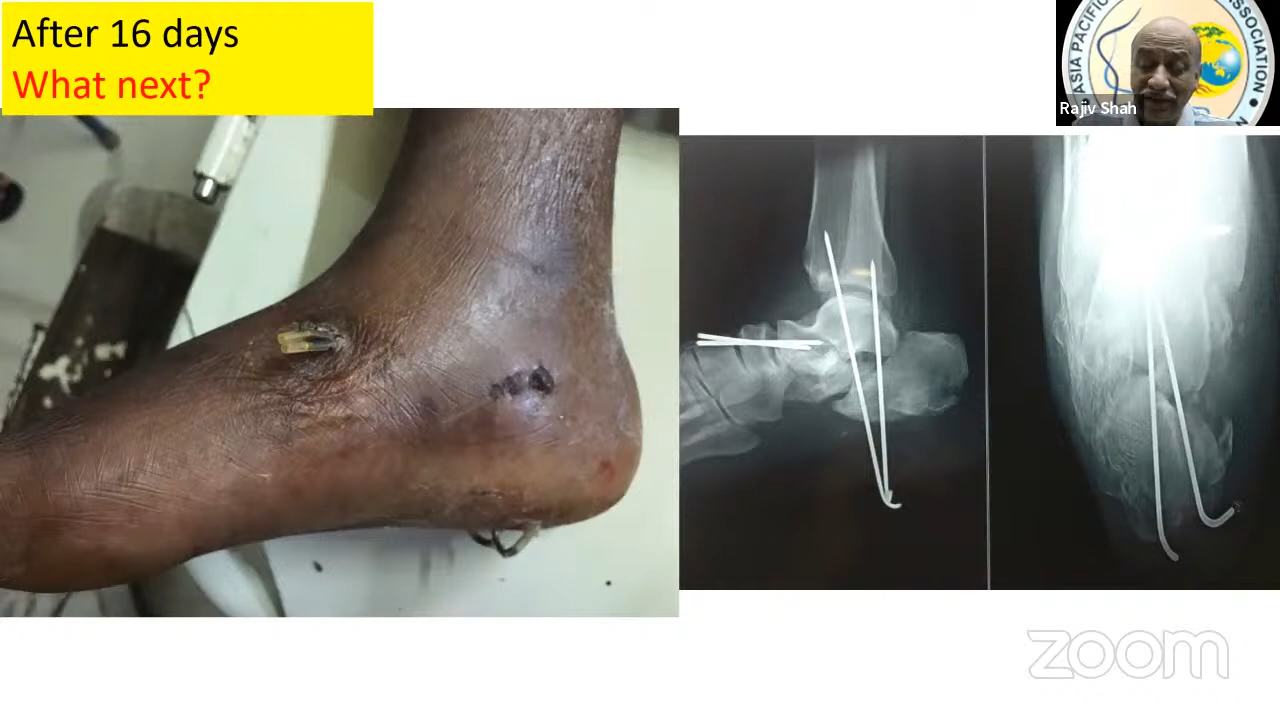 After 16 days
What next?
ASIA PACIFIC
ASSOCIATION
Rajiv Shah
zoom